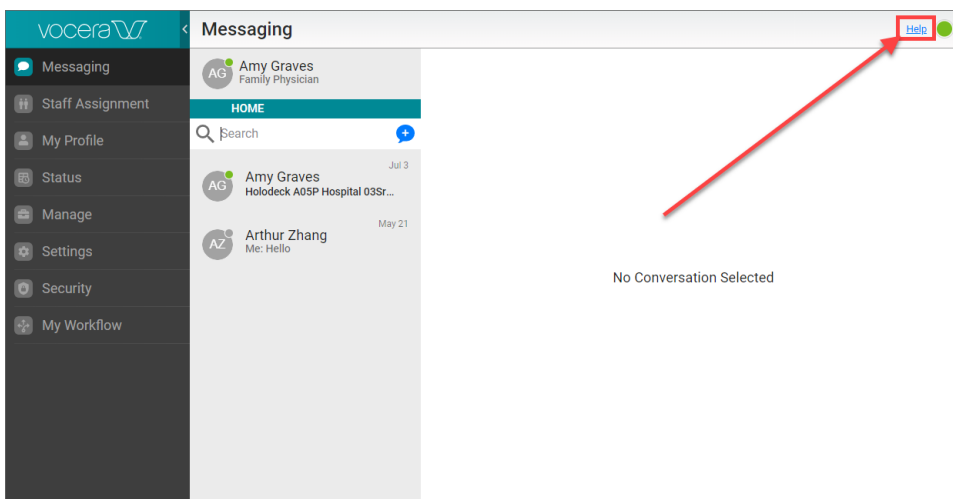 vocera
Messaging
Help
Messaging
Staff Assignment
My Profile
Status
Manage
Settings
Security
My Workflow
AG
Amy Graves
Family Physician
HOME
Search
Jul 3
AG
Amy Graves
Holodeck A05P Hospital 03Sr...
May 21
AZ
Arthur Zhang
Me: Hello
No Conversation Selected